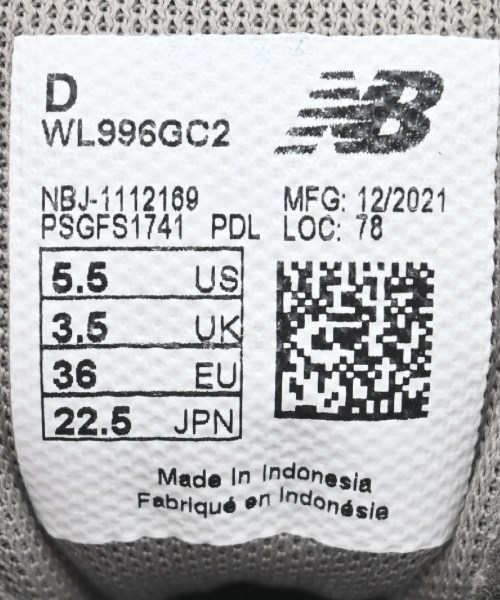 D
NB
WL996GC2
NBJ-1112169 MFG: 12/2021
PSGFS1741 PDL LOC: 78
5.5 US
3.5 UK
36 EU
22.5 JPN
Made In Indonesia
Fabriqué en Indonésie